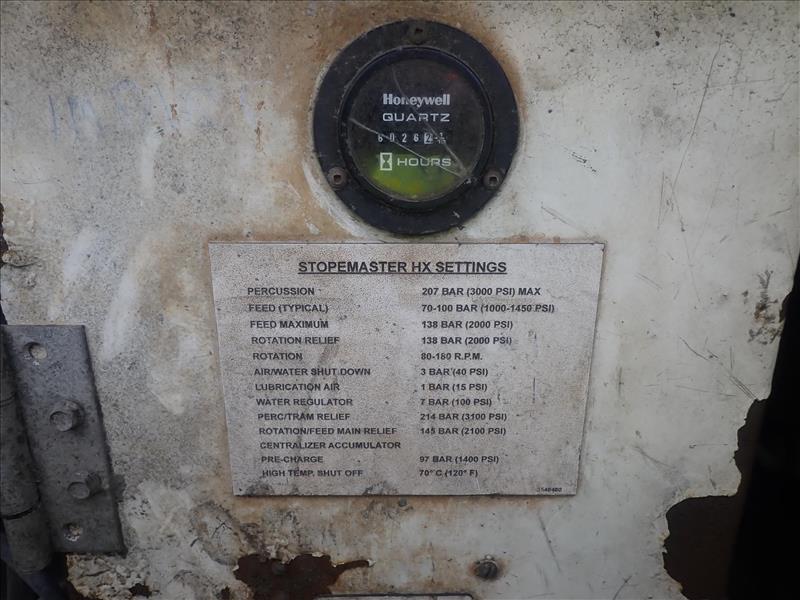 Honeywell
QUARTZ
HOURS
STOPEMASTER HX SETTINGS
PERCUSSION 207 BAR (3000 PSI) MAX
FEED (TYPICAL) 70-100 BAR (1000-1450 PSI)
FEED MAXIMUM 138 BAR (2000 PSI)
ROTATION RELIEF 138 BAR (2000 PSI)
ROTATION 80-180 R.P.M.
AIR/WATER SHUT DOWN 3 BAR (40 PSI)
LUBRICATION AIR 1 BAR (15 PSI)
WATER REGULATOR 7 BAR (100 PSI)
PERC/TRAM RELIEF 214 BAR (3100 PSI)
ROTATION/FEED MAIN RELIEF 145 BAR (2100 PSI)
CENTRALIZER ACCUMULATOR
PRE-CHARGE 97 BAR (1400 PSI)
HIGH TEMP. SHUT OFF 70°C (120° F)